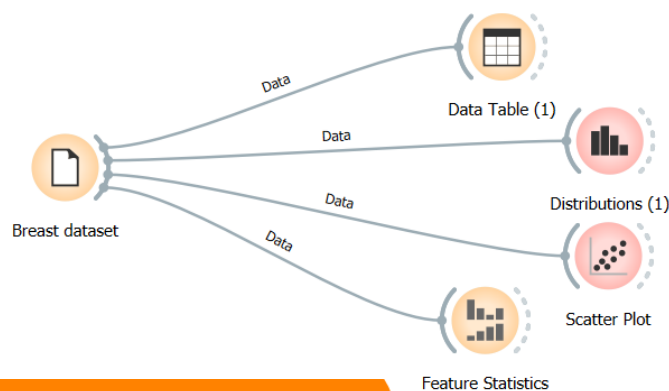 Data
Data Table (1)
Data
Distributions (1)
Breast dataset
Data
Scatter Plot
Data
Feature Statistics